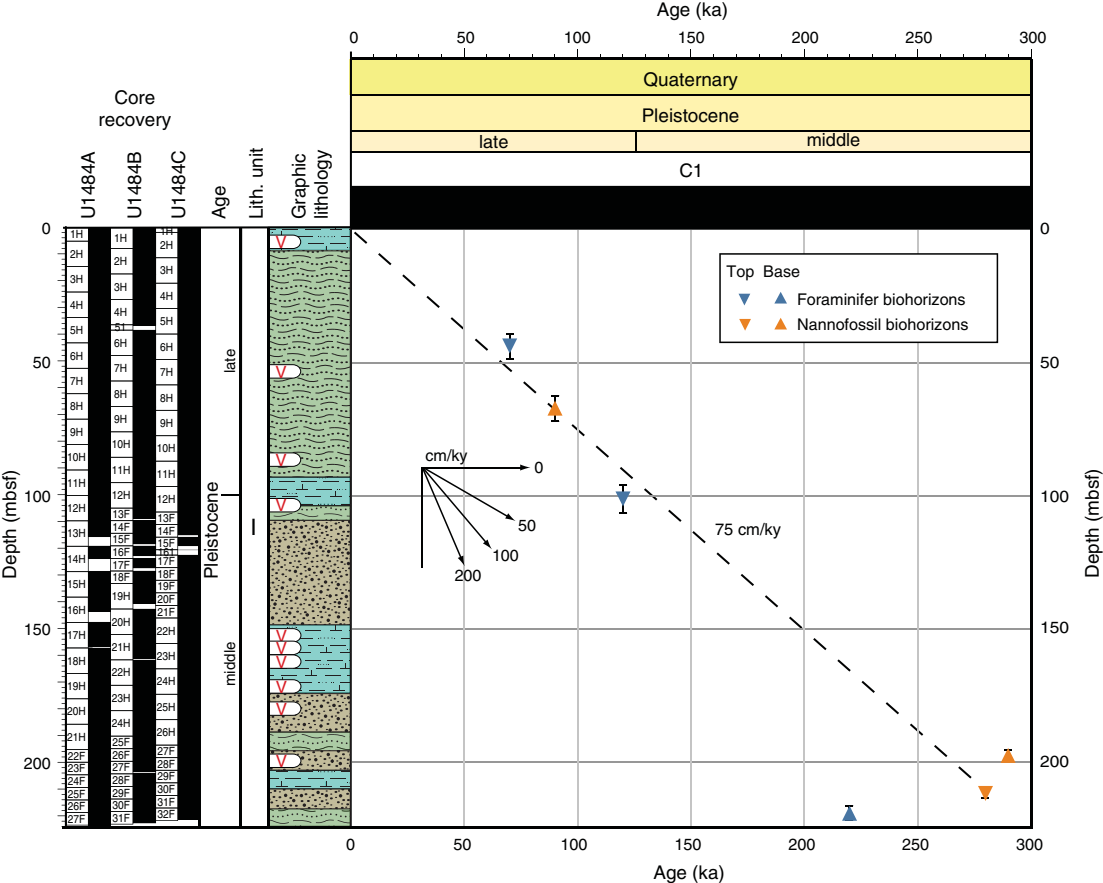 Age (ka)
0 50 100 150 200 250 300
Quaternary
Pleistocene
late middle
C1
Core
recovery
U1484A
U1484B
U1484C
Age
Lith. unit
Graphic
lithology
Depth (mbsf)
0
50
100
150
200
1H
2H
3H
4H
5H
6H
7H
8H
9H
10H
11H
12H
13H
14H
15H
16H
17H
18H
19H
20H
21H
22F
23F
24F
25F
26F
27F
1H
2H
3H
4H
51
6H
7H
8H
9H
10H
11H
12H
13F
14F
15F
16F
17F
18F
19H
20H
21H
22H
23H
24H
25F
26F
27F
28F
29F
30F
31F
1H
2H
3H
4H
5H
6H
7H
8H
9H
10H
11H
12H
13F
14F
15F
161
17F
18F
19F
20F
21F
22H
23H
24H
25H
26H
27F
28F
29F
30F
31F
32F
Pleistocene
late
middle
I
V
V
V
V
V
V
V
V
V
V
Top Base
Foraminifer biohorizons
Nannofossil biohorizons
cm/ky
0
50
100
200
75 cm/ky
0
50
100
150
200
Depth (mbsf)
0 50 100 150 200 250 300
Age (ka)